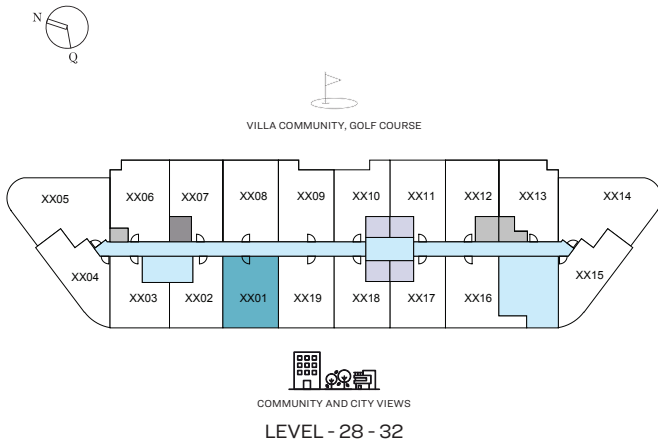 N
Q
VILLA COMMUNITY, GOLF COURSE
XX05 XX06 XX07 XX08 XX09 XX10 XX11 XX12 XX13 XX14
XX04 XX03 XX02 XX01 XX19 XX18 XX17 XX16 XX15
COMMUNITY AND CITY VIEWS
LEVEL - 28 - 32